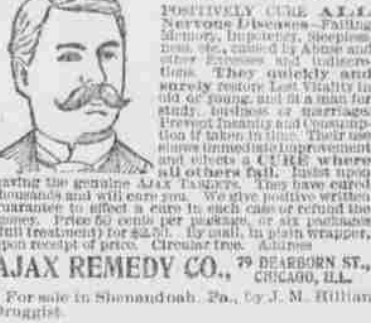 POSITIVELY CURE ALL
Nervous Diseases—Failing
Memory, Impotency, Sleepless-
ness, etc., caused by Abuse and
other Excesses and Indiscre-
tions. They quickly and
surely restore Lost Vitality in
old or young, and fit a man for
study, business or marriage.
Prevent Insanity and Consump-
tion if taken in time. Their use
shows immediate improvement
and effects a CURE where
all others fail. Insist upon
having the genuine AJAX TABLETS. They have cured
thousands and will cure you. We give positive written
guarantee to effect a cure in each case or refund the
money. Price 50 cents per package, or six packages
(full treatment) for $2.50. By mail, in plain wrapper,
upon receipt of price. Circular free. Address
AJAX REMEDY CO., 79 DEARBORN ST.,
CHICAGO, ILL.
For sale in Shenandoah, Pa., by J. M. Hillian
Druggist.